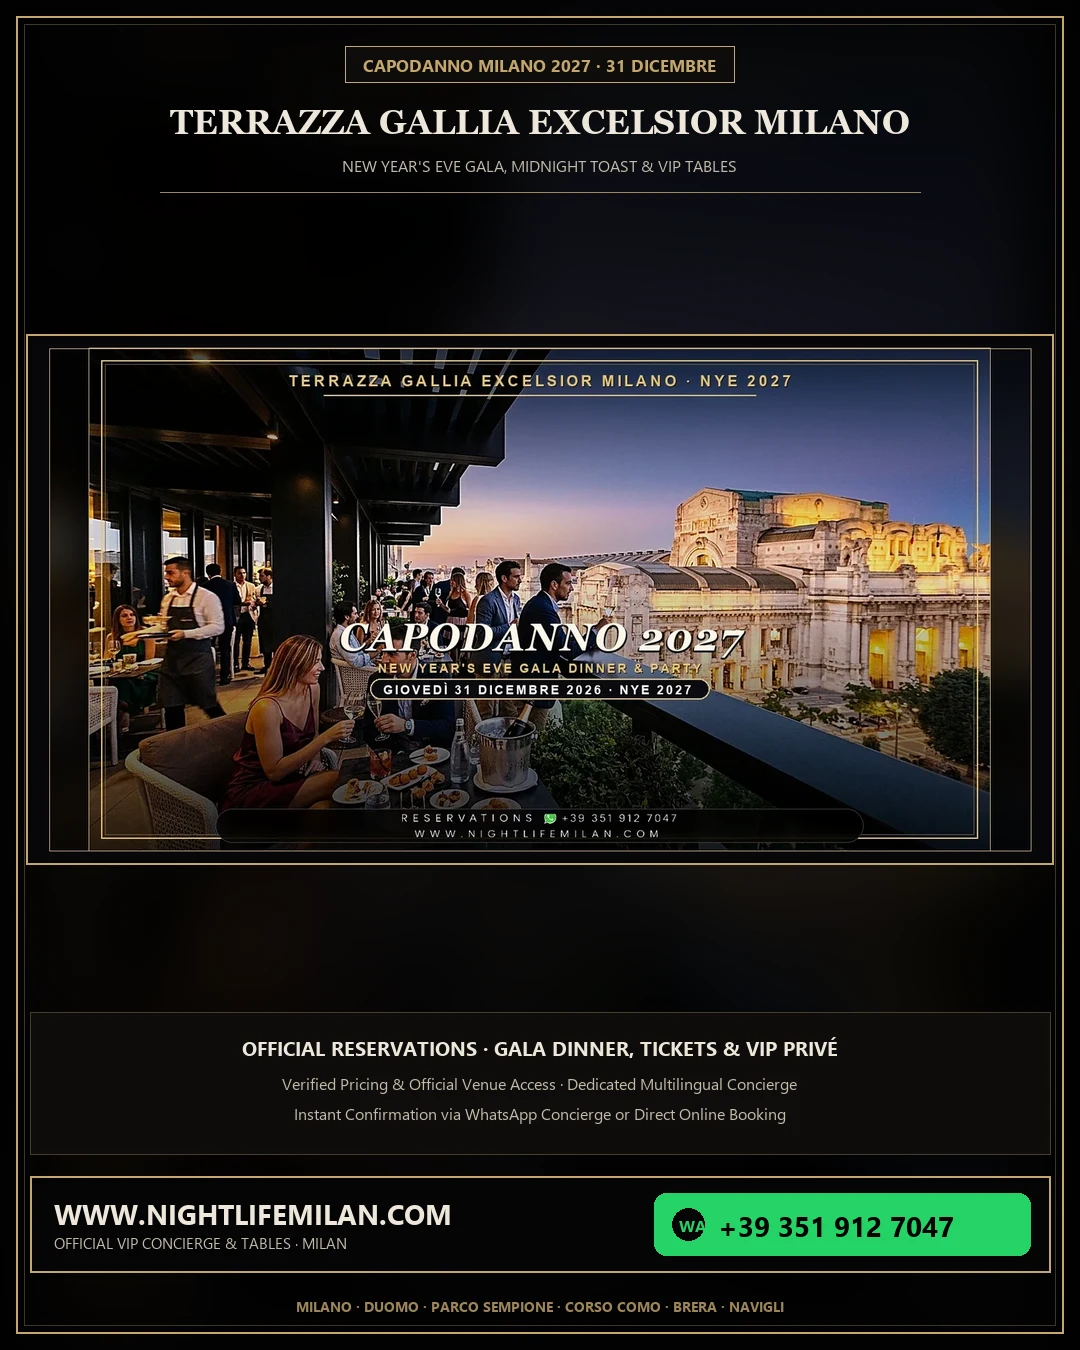 CAPODANNO MILANO 2027 · 31 DICEMBRE
TERRAZZA GALLIA EXCELSIOR MILANO
NEW YEAR'S EVE GALA, MIDNIGHT TOAST & VIP TABLES
TERRAZZA GALLIA EXCELSIOR MILANO · NYE 2027
CAPODANNO 2027
NEW YEAR'S EVE GALA DINNER & PARTY
GIOVEDÌ 31 DICEMBRE 2026 · NYE 2027
RESERVATIONS +39 351 912 7047
WWW.NIGHTLIFEMILAN.COM
OFFICIAL RESERVATIONS · GALA DINNER, TICKETS & VIP PRIVÉ
Verified Pricing & Official Venue Access · Dedicated Multilingual Concierge
Instant Confirmation via WhatsApp Concierge or Direct Online Booking
WWW.NIGHTLIFEMILAN.COM
OFFICIAL VIP CONCIERGE & TABLES · MILAN
WA +39 351 912 7047
MILANO · DUOMO · PARCO SEMPIONE · CORSO COMO · BRERA · NAVIGLI